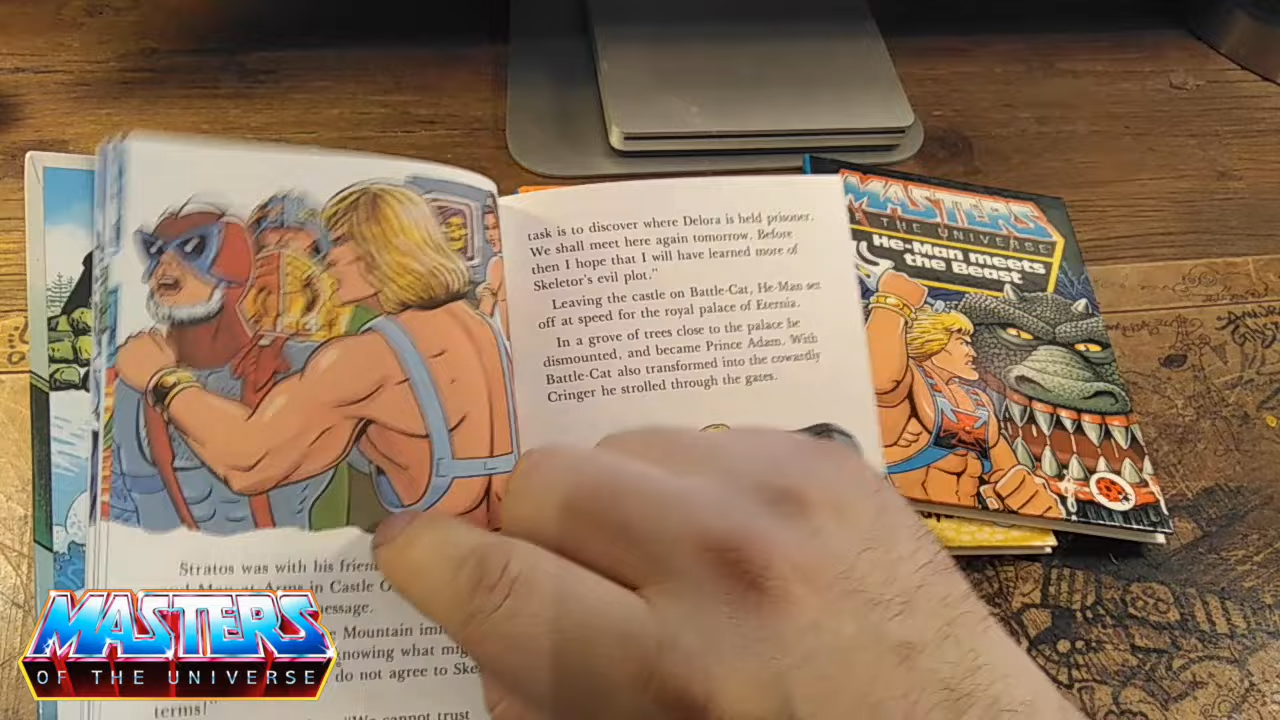 Stratos was with his frien
and Man-at-Arms in Castle G
message.
Mountain im
knowing what mig
do not agree to Ske
terms!"
"We cannot trust
task is to discover where Delora is held prisoner.
We shall meet here again tomorrow. Before
then I hope that I will have learned more of
Skeletor's evil plot."
Leaving the castle on Battle-Cat, He-Man set
off at speed for the royal palace of Eternia.
In a grove of trees close to the palace he
dismounted, and became Prince Adam. With
Battle-Cat also transformed into the cowardly
Cringer he strolled through the gates.
MASTERS
OF THE UNIVERSE
He-Man meets
the Beast
MASTERS
OF THE UNIVERSE